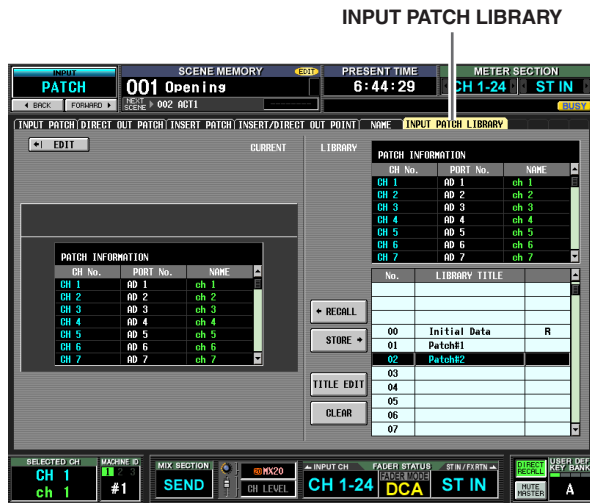 INPUT PATCH LIBRARY
INPUT
PATCH
BACK FORWARD
SCENE MEMORY EDIT
001 Opening
NEXT SCENE 002 ACT1
PRESENT TIME
6:44:29
METER SECTION
CH 1-24 ST IN
BUSY
INPUT PATCH DIRECT OUT PATCH INSERT PATCH INSERT/DIRECT OUT POINT NAME INPUT PATCH LIBRARY
EDIT
CURRENT
LIBRARY
PATCH INFORMATION
CH No. PORT No. NAME
CH 1 AD 1 ch 1
CH 2 AD 2 ch 2
CH 3 AD 3 ch 3
CH 4 AD 4 ch 4
CH 5 AD 5 ch 5
CH 6 AD 6 ch 6
CH 7 AD 7 ch 7
PATCH INFORMATION
CH No. PORT No. NAME
CH 1 AD 1 ch 1
CH 2 AD 2 ch 2
CH 3 AD 3 ch 3
CH 4 AD 4 ch 4
CH 5 AD 5 ch 5
CH 6 AD 6 ch 6
CH 7 AD 7 ch 7
RECALL
STORE
TITLE EDIT
CLEAR
No. LIBRARY TITLE
00 Initial Data R
01 Patch#1
02 Patch#2
03
04
05
06
07
SELECTED CH
CH 1
ch 1
MACHINE ID
1 2 3
#1
MIX SECTION
SEND
MX20
CH LEVEL
INPUT CH FADER STATUS ST IN / FXRTN
CH 1-24
FADER MODE
DCA
ST IN
DIRECT RECALL
MUTE MASTER
USER DEF
KEY BANK
A